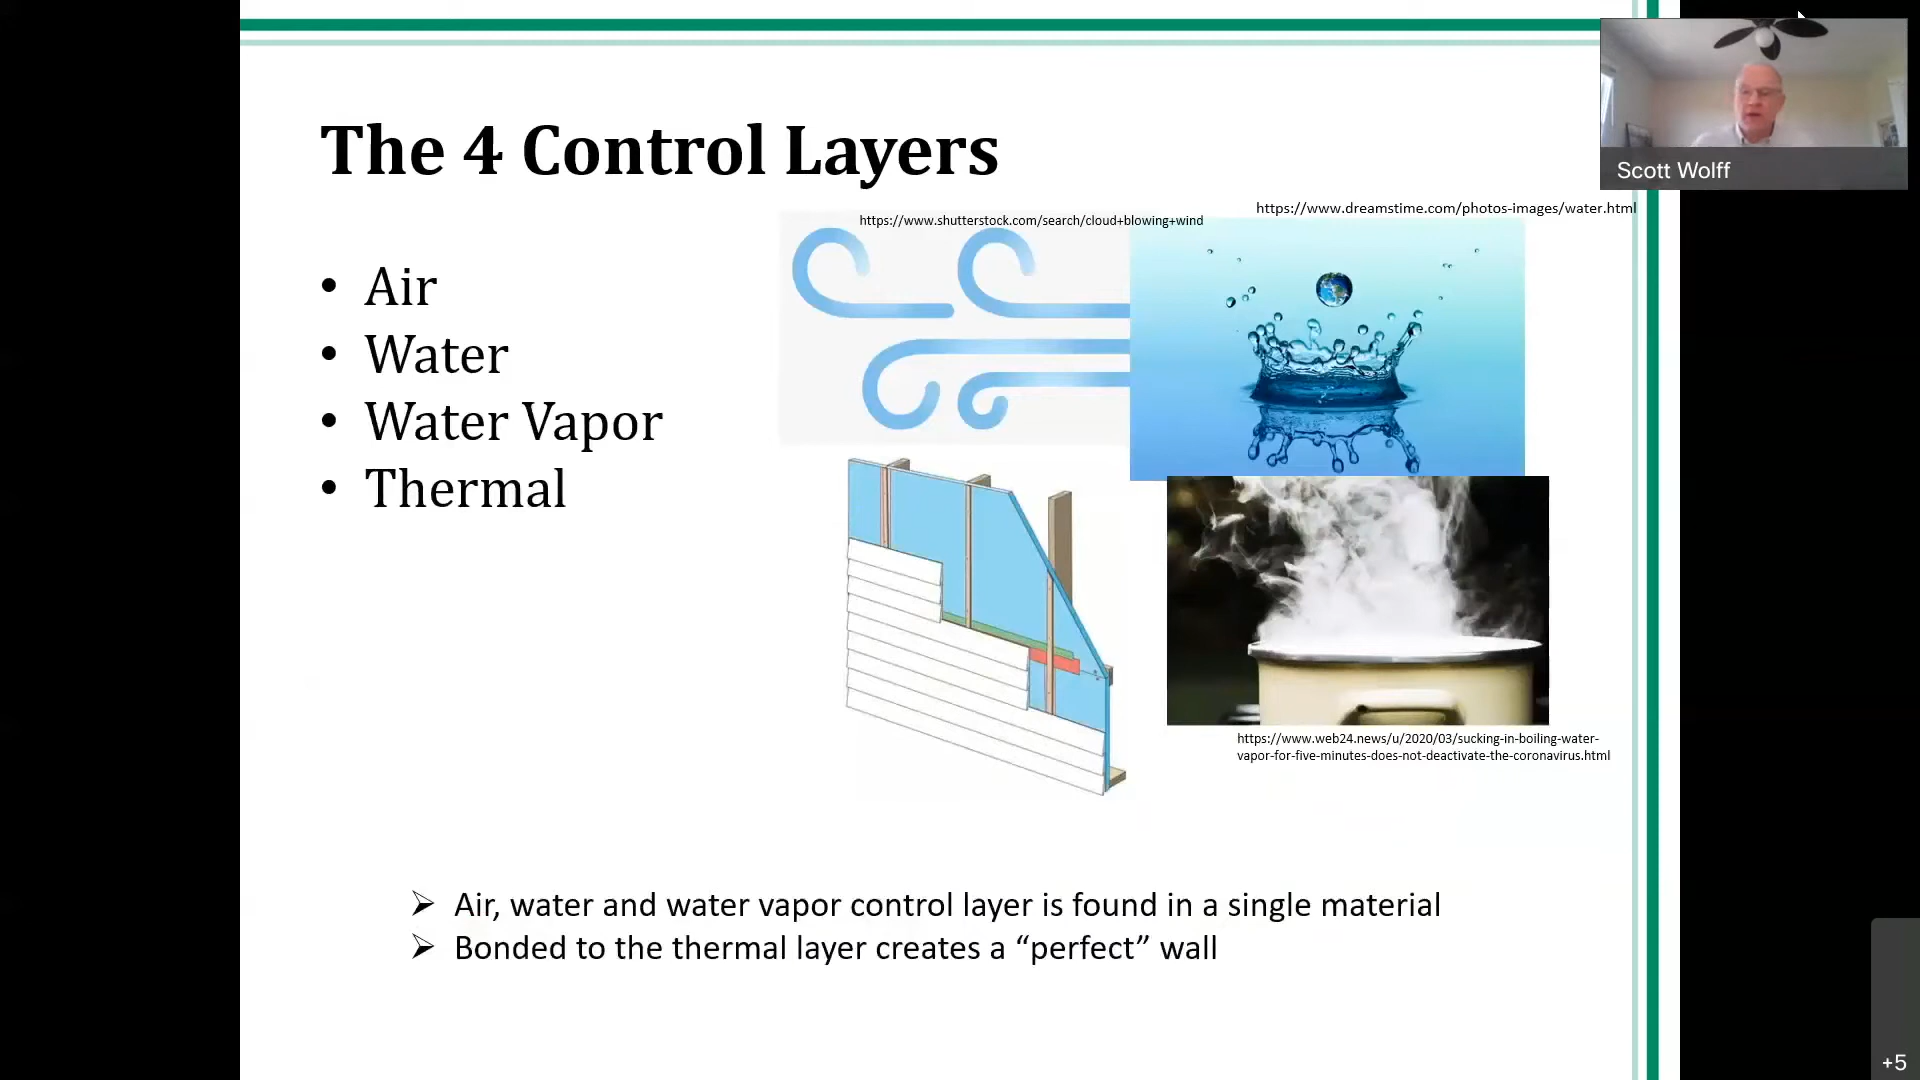 The 4 Control Layers
Scott Wolff
https://www.shutterstock.com/search/cloud+blowing+wind
https://www.dreamstime.com/photos-images/water.html
• Air
• Water
• Water Vapor
• Thermal
https://www.web24.news/u/2020/03/sucking-in-boiling-water-
vapor-for-five-minutes-does-not-deactivate-the-coronavirus.html
➢ Air, water and water vapor control layer is found in a single material
➢ Bonded to the thermal layer creates a “perfect” wall
+5